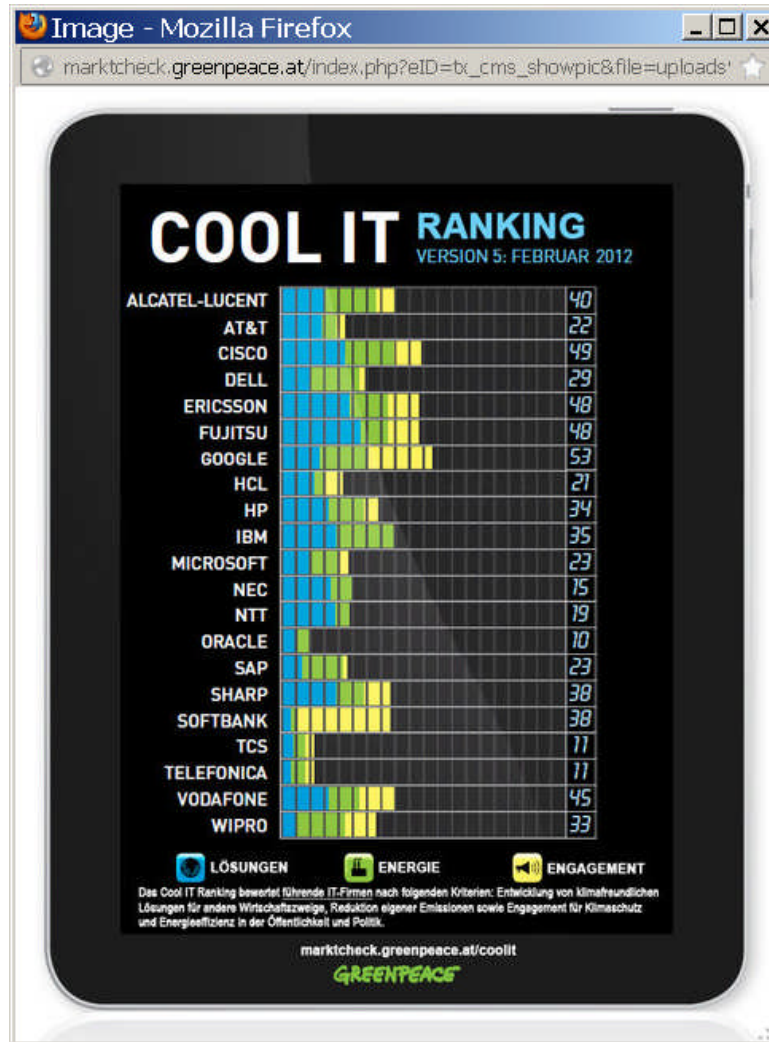 Image - Mozilla Firefox
marktcheck.greenpeace.at/index.php?eID=tx_cms_showpic&file=uploads'
COOL IT RANKING
VERSION 5: FEBRUAR 2012
ALCATEL-LUCENT 40
AT&T 22
CISCO 49
DELL 29
ERICSSON 48
FUJITSU 48
GOOGLE 53
HCL 21
HP 34
IBM 35
MICROSOFT 23
NEC 15
NTT 19
ORACLE 10
SAP 23
SHARP 38
SOFTBANK 38
TCS 11
TELEFONICA 11
VODAFONE 45
WIPRO 33
LÖSUNGEN ENERGIE ENGAGEMENT
Das Cool IT Ranking bewertet führende IT-Firmen nach folgenden Kriterien: Entwicklung von klimafreundlichen
Lösungen für andere Wirtschaftszweige, Reduktion eigener Emissionen sowie Engagement für Klimaschutz
und Energieeffizienz in der Öffentlichkeit und Politik.
marktcheck.greenpeace.at/coolit
GREENPEACE